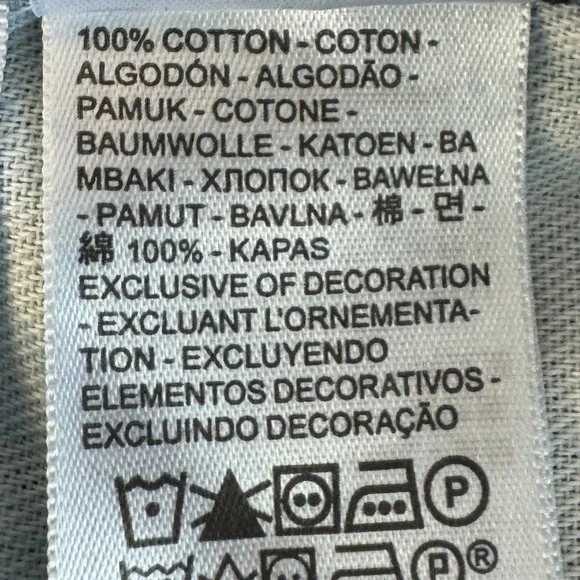 100% COTTON - COTON -
ALGODÓN - ALGODÃO -
PAMUK - COTONE -
BAUMWOLLE - KATOEN - BA
MBAKI - ХЛОПОК - BAWEŁNA
- PAMUT - BAVLNA - 棉 - 면 -
綿 100% - KAPAS
EXCLUSIVE OF DECORATION
- EXCLUANT L'ORNEMENTA-
TION - EXCLUYENDO
ELEMENTOS DECORATIVOS -
EXCLUINDO DECORAÇÃO
P
P®